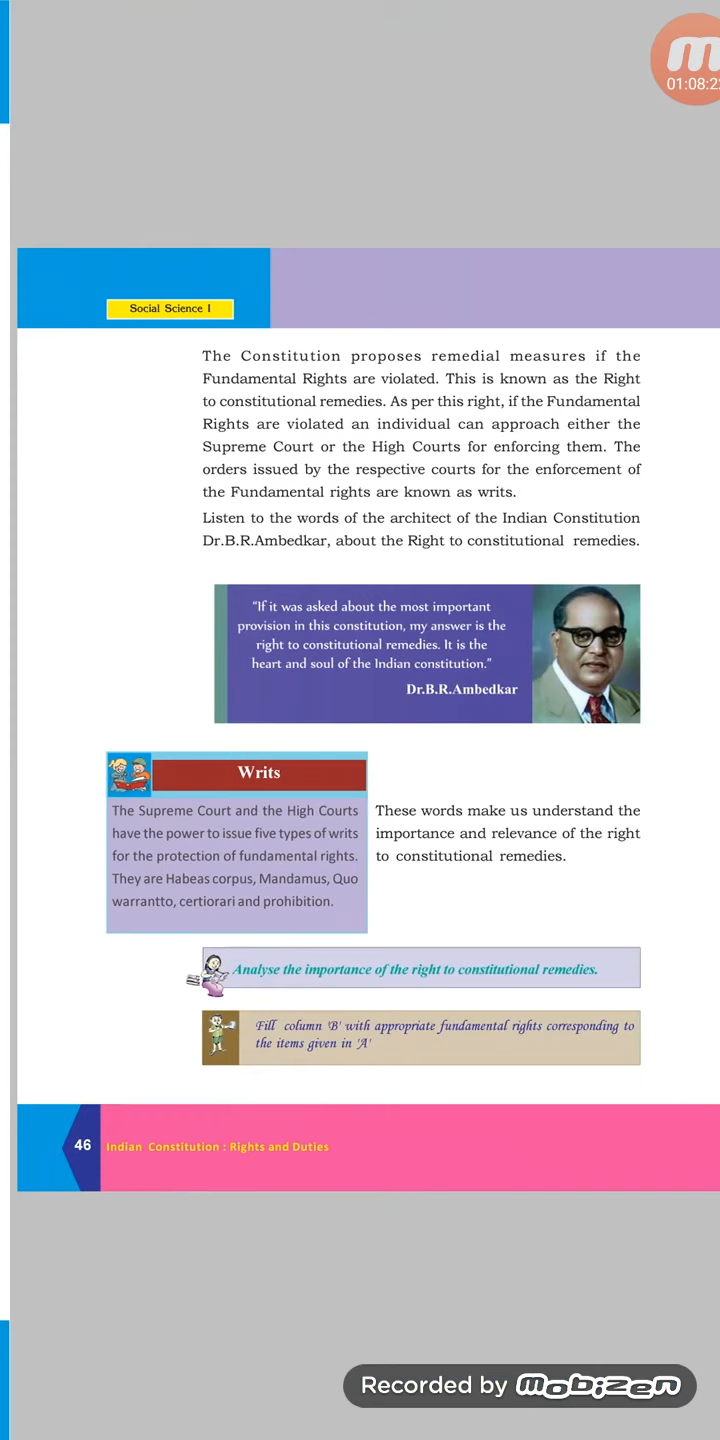 01:08:22
Social Science I
The Constitution proposes remedial measures if the
Fundamental Rights are violated. This is known as the Right
to constitutional remedies. As per this right, if the Fundamental
Rights are violated an individual can approach either the
Supreme Court or the High Courts for enforcing them. The
orders issued by the respective courts for the enforcement of
the Fundamental rights are known as writs.
Listen to the words of the architect of the Indian Constitution
Dr.B.R.Ambedkar, about the Right to constitutional remedies.
“If it was asked about the most important
provision in this constitution, my answer is the
right to constitutional remedies. It is the
heart and soul of the Indian constitution.”
Dr.B.R.Ambedkar
Writs
The Supreme Court and the High Courts
have the power to issue five types of writs
for the protection of fundamental rights.
They are Habeas corpus, Mandamus, Quo
warrantto, certiorari and prohibition.
These words make us understand the
importance and relevance of the right
to constitutional remedies.
Analyse the importance of the right to constitutional remedies.
Fill column 'B' with appropriate fundamental rights corresponding to
the items given in 'A'
46
Indian Constitution : Rights and Duties
Recorded by mobizen